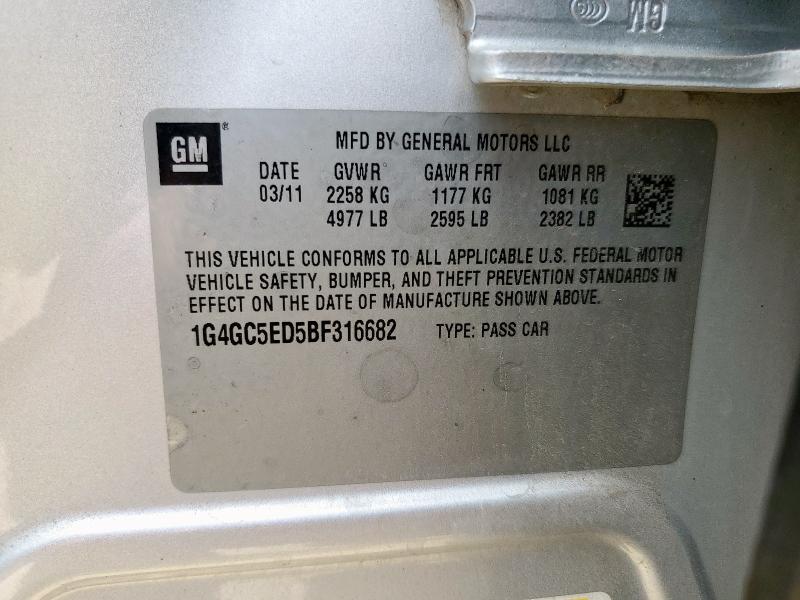 GM
GM ®
MFD BY GENERAL MOTORS LLC
DATE GVWR GAWR FRT GAWR RR
03/11 2258 KG 1177 KG 1081 KG
4977 LB 2595 LB 2382 LB
THIS VEHICLE CONFORMS TO ALL APPLICABLE U.S. FEDERAL MOTOR
VEHICLE SAFETY, BUMPER, AND THEFT PREVENTION STANDARDS IN
EFFECT ON THE DATE OF MANUFACTURE SHOWN ABOVE.
1G4GC5ED5BF316682 TYPE: PASS CAR